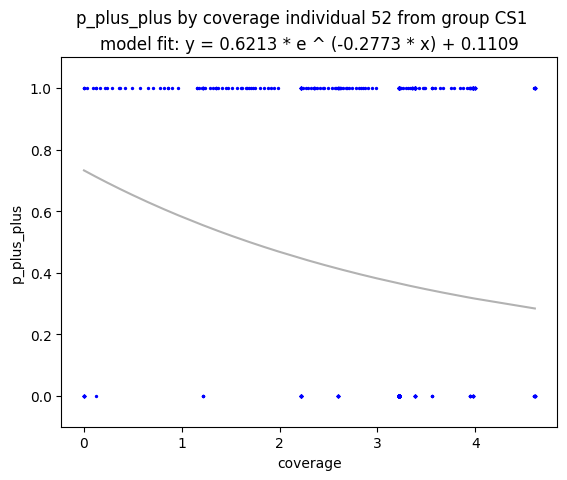 p_plus_plus by coverage individual 52 from group CS1
model fit: y = 0.6213 * e ^ (-0.2773 * x) + 0.1109
1.0
0.8
0.6
0.4
0.2
0.0
p_plus_plus
0 1 2 3 4
coverage